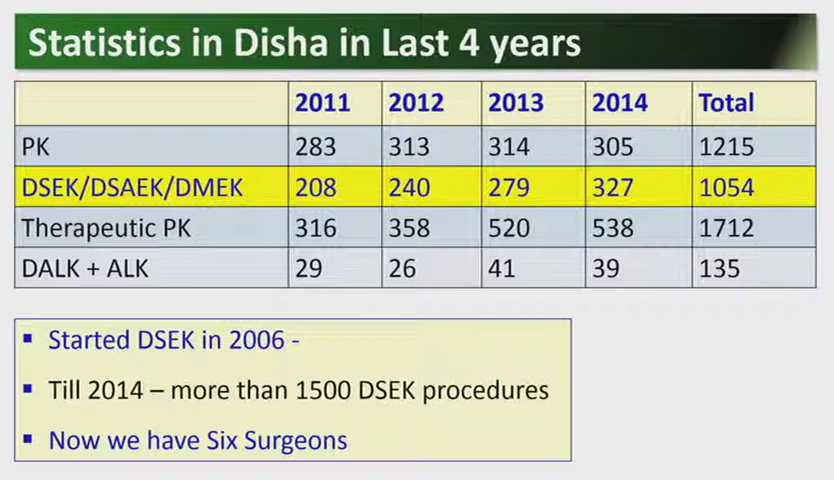 Statistics in Disha in Last 4 years
2011 2012 2013 2014 Total
PK 283 313 314 305 1215
DSEK/DSAEK/DMEK 208 240 279 327 1054
Therapeutic PK 316 358 520 538 1712
DALK + ALK 29 26 41 39 135
▪ Started DSEK in 2006 -
▪ Till 2014 – more than 1500 DSEK procedures
▪ Now we have Six Surgeons